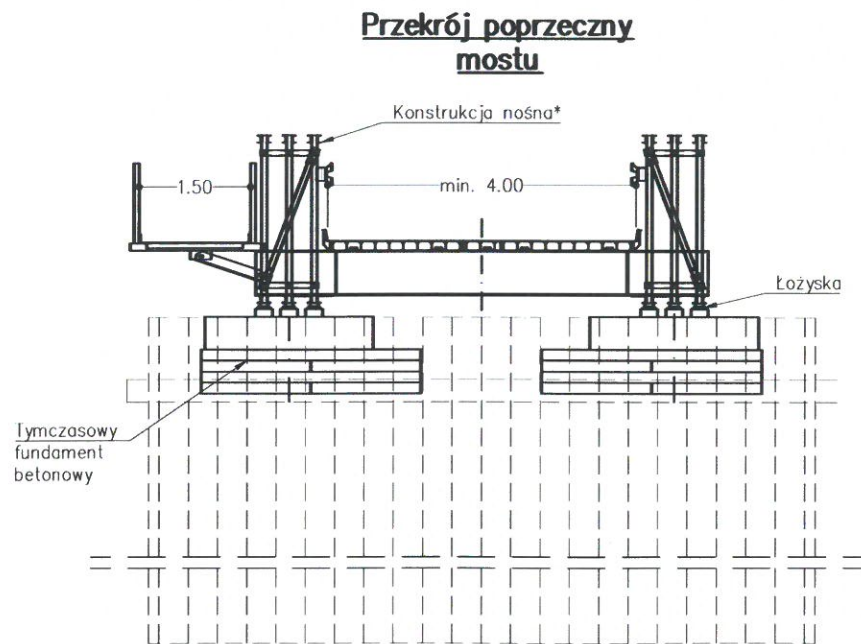 Przekrój poprzeczny
mostu
Konstrukcja nośna*
1.50
min. 4.00
Łożyska
Tymczasowy
fundament
betonowy